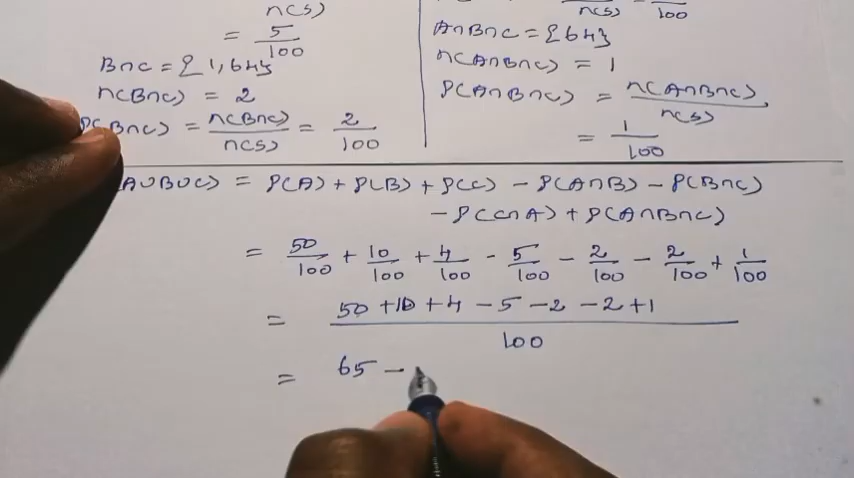 n(s)
= 5/100
B∩C = {1,64}
n(B∩C) = 2
P(B∩C) = n(B∩C)/n(s) = 2/100
n(s) 100
A∩B∩C = {64}
n(A∩B∩C) = 1
P(A∩B∩C) = n(A∩B∩C)/n(s)
= 1/100
(A∪B∪C) = P(A) + P(B) + P(C) - P(A∩B) - P(B∩C)
- P(C∩A) + P(A∩B∩C)
= 50/100 + 10/100 + 4/100 - 5/100 - 2/100 - 2/100 + 1/100
= 50 + 10 + 4 - 5 - 2 - 2 + 1 / 100
= 65 -